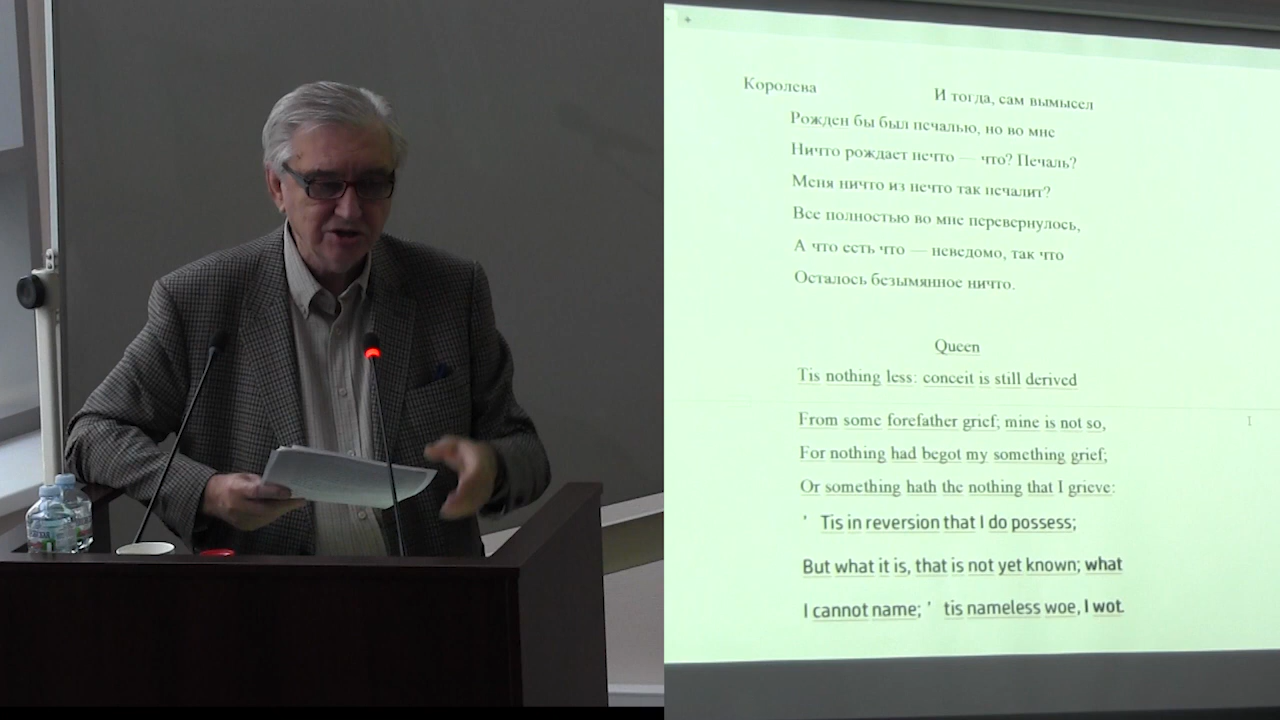 Королева
И тогда, сам вымысел
Рожден бы был печалью, но во мне
Ничто рождает нечто — что? Печаль?
Меня ничто из нечто так печалит?
Все полностью во мне перевернулось,
А что есть что — неведомо, так что
Осталось безымянное ничто.
Queen
Tis nothing less: conceit is still derived
From some forefather grief; mine is not so,
1
For nothing had begot my something grief;
Or something hath the nothing that I grieve:
' Tis in reversion that I do possess;
But what it is, that is not yet known; what
I cannot name; ' tis nameless woe, I wot.